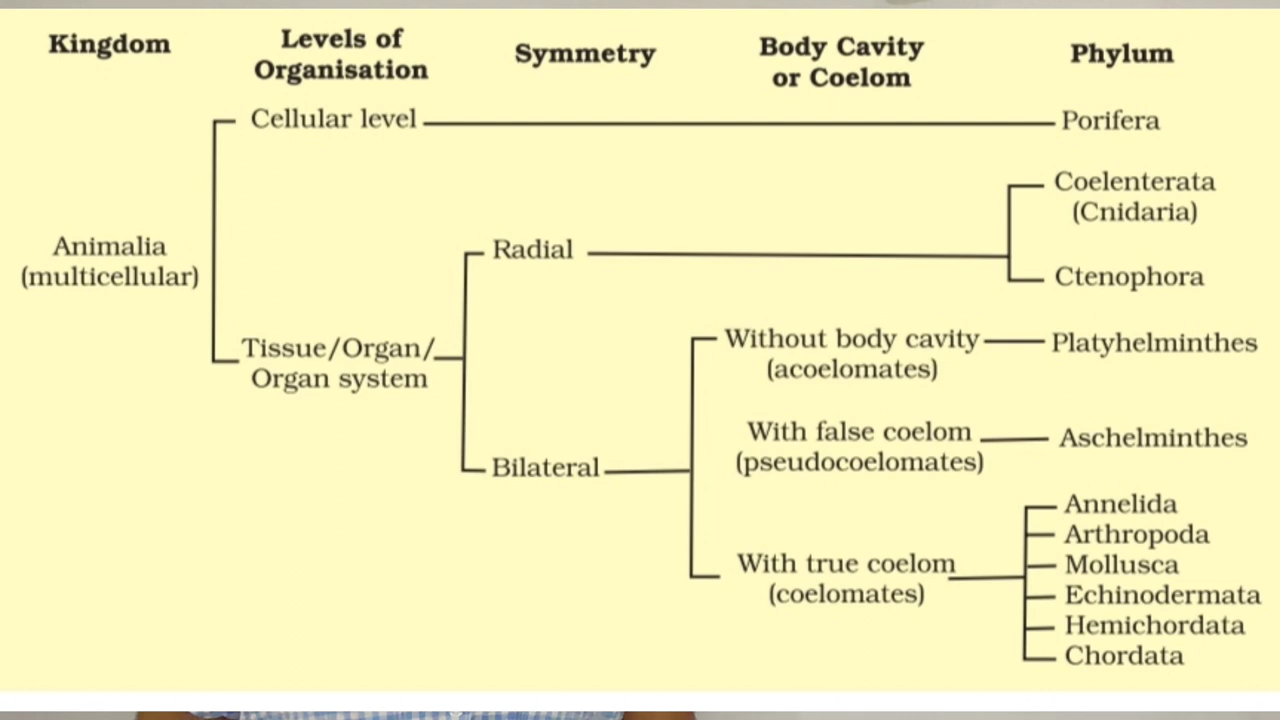 Kingdom
Levels of
Organisation
Symmetry
Body Cavity
or Coelom
Phylum
Cellular level
Porifera
Animalia
(multicellular)
Radial
Coelenterata
(Cnidaria)
Ctenophora
Tissue/Organ/
Organ system
Bilateral
Without body cavity
(acoelomates)
Platyhelminthes
With false coelom
(pseudocoelomates)
Aschelminthes
With true coelom
(coelomates)
Annelida
Arthropoda
Mollusca
Echinodermata
Hemichordata
Chordata